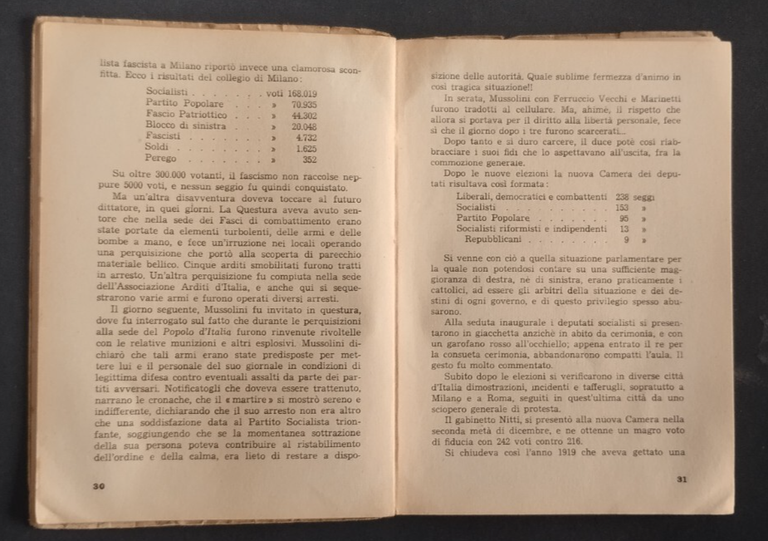 lista fascista a Milano riportò invece una clamorosa scon-
fitta. Ecco i risultati del collegio di Milano:
Socialisti . . . . . . . voti 168.019
Partito Popolare . . . » 70.935
Fascio Patriottico . . . . » 44.302
Blocco di sinistra . . . . » 20.048
Fascisti . . . . . . . » 4.732
Soldi . . . . . . . . » 1.625
Perego . . . . . . . » 352
Su oltre 300.000 votanti, il fascismo non raccolse nep-
pure 5000 voti, e nessun seggio fu quindi conquistato.
Ma un'altra disavventura doveva toccare al futuro
dittatore, in quei giorni. La Questura aveva avuto sen-
tore che nella sede dei Fasci di combattimento erano
state portate da elementi turbolenti, delle armi e delle
bombe a mano, e fece un'irruzione nei locali operando
una perquisizione che portò alla scoperta di parecchio
materiale bellico. Cinque arditi smobilitati furono tratti
in arresto. Un'altra perquisizione fu compiuta nella sede
dell'Associazione Arditi d'Italia, e anche qui si seque-
strarono varie armi e furono operati diversi arresti.
Il giorno seguente, Mussolini fu invitato in questura,
dove fu interrogato sul fatto che durante le perquisizioni
alla sede del Popolo d'Italia furono rinvenute rivoltelle
con le relative munizioni e altri esplosivi. Mussolini di-
chiarò che tali armi erano state predisposte per met-
tere lui e il personale del suo giornale in condizioni di
legittima difesa contro eventuali assalti da parte dei par-
titi avversari. Notificatogli che doveva essere trattenuto,
narrano le cronache, che il « martire » si mostrò sereno e
indifferente, dichiarando che il suo arresto non era altro
che una soddisfazione data al Partito Socialista trion-
fante, soggiungendo che se la momentanea sottrazione
della sua persona poteva contribuire al ristabilimento
dell'ordine e della calma, era lieto di restare a dispo-
30
sizione delle autorità. Quale sublime fermezza d'animo in
così tragica situazione!!
In serata, Mussolini con Ferruccio Vecchi e Marinetti
furono tradotti al cellulare. Ma, ahimè, il rispetto che
allora si portava per il diritto alla libertà personale, fece
sì che il giorno dopo i tre furono scarcerati...
Dopo tanto e sì duro carcere, il duce potè così riab-
bracciare i suoi fidi che lo aspettavano all'uscita, fra la
commozione generale.
Dopo le nuove elezioni la nuova Camera dei depu-
tati risultava così formata:
Liberali, democratici e combattenti 238 seggi
Socialisti . . . . . . . . . 153 »
Partito Popolare . . . . . . 95 »
Socialisti riformisti e indipendenti 13 »
Repubblicani . . . . . . . . 9 »
Si venne con ciò a quella situazione parlamentare per
la quale non potendosi contare su una sufficiente mag-
gioranza di destra, nè di sinistra, erano praticamente i
cattolici, ad essere gli arbitri della situazione e dei de-
stini di ogni governo, e di questo privilegio spesso abu-
sarono.
Alla seduta inaugurale i deputati socialisti si presen-
tarono in giacchetta anzichè in abito da cerimonia, e con
un garofano rosso all'occhiello; appena entrato il re per
la consueta cerimonia, abbandonarono compatti l'aula. Il
gesto fu molto commentato.
Subito dopo le elezioni si verificarono in diverse città
d'Italia dimostrazioni, incidenti e tafferugli, sopratutto a
Milano e a Roma, seguiti in quest'ultima città da uno
sciopero generale di protesta.
Il gabinetto Nitti, si presentò alla nuova Camera nella
seconda metà di dicembre, e ne ottenne un magro voto
di fiducia con 242 voti contro 216.
Si chiudeva così l'anno 1919 che aveva gettato una
31